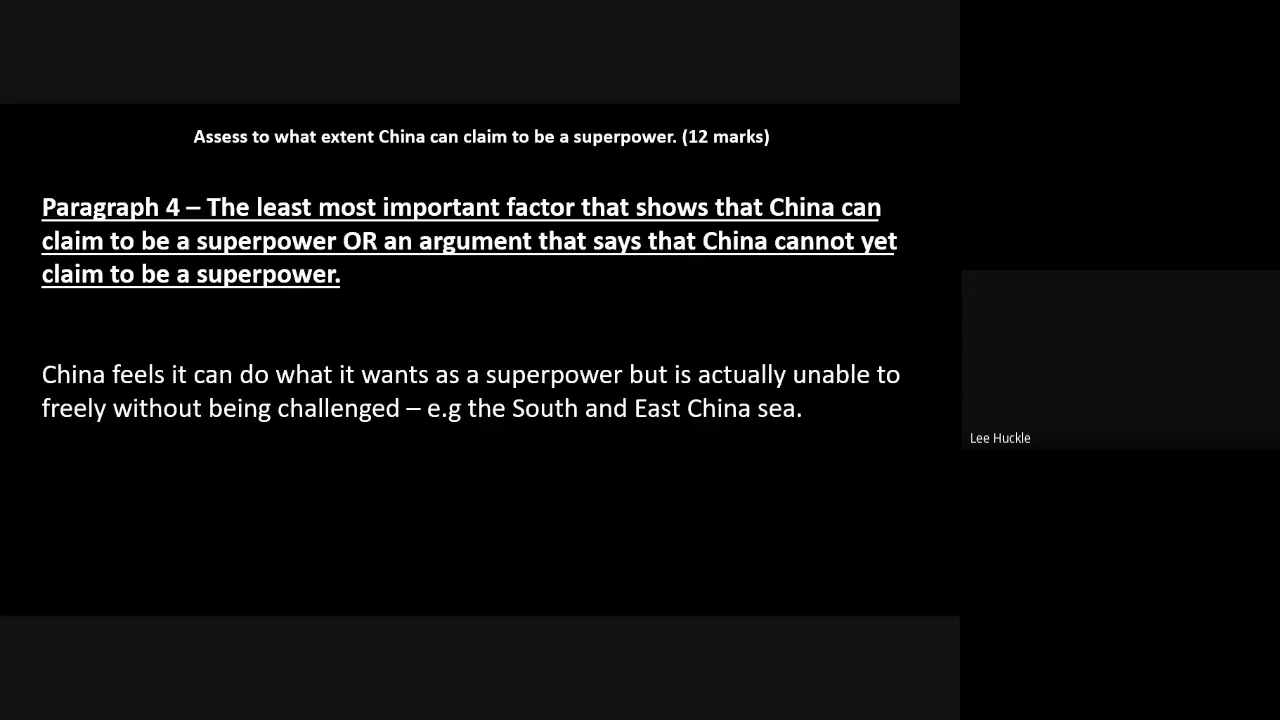 Assess to what extent China can claim to be a superpower. (12 marks)
Paragraph 4 – The least most important factor that shows that China can
claim to be a superpower OR an argument that says that China cannot yet
claim to be a superpower.
China feels it can do what it wants as a superpower but is actually unable to
freely without being challenged – e.g the South and East China sea.
Lee Huckle